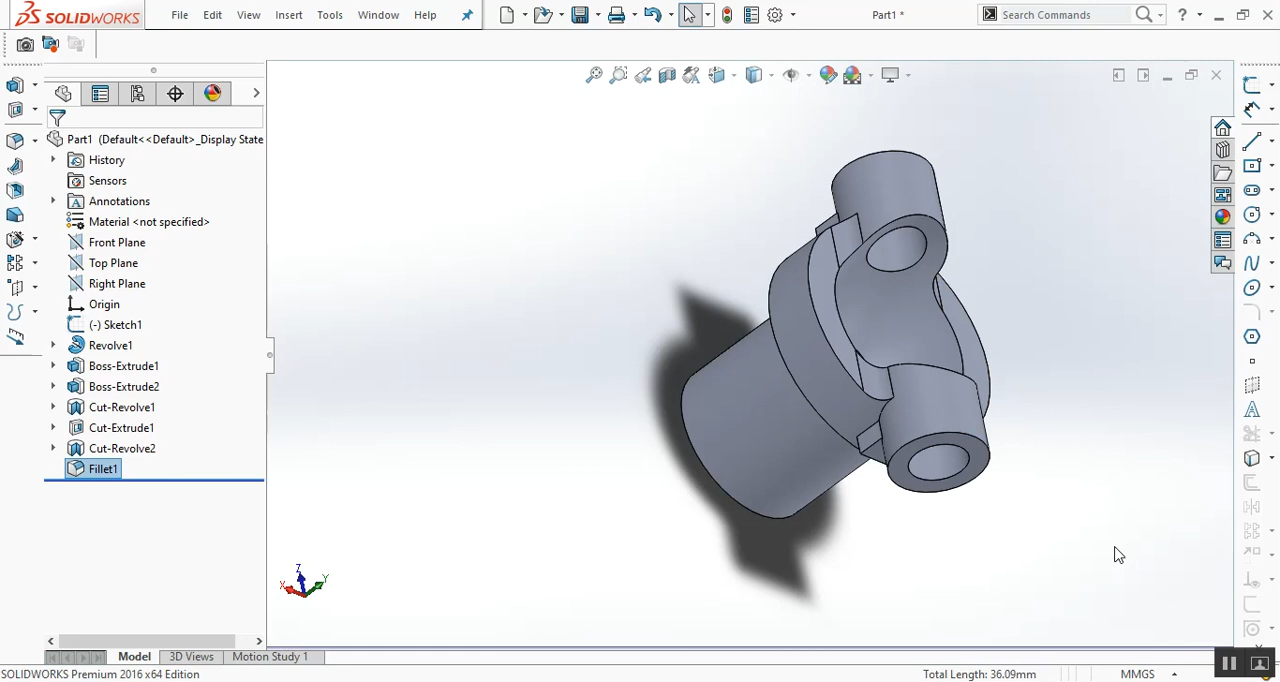 SOLIDWORKS File Edit View Insert Tools Window Help Part1 * Search Commands ?
Part1 (Default<<Default>_Display State
History
Sensors
A Annotations
Material <not specified>
Front Plane
Top Plane
Right Plane
Origin
(-) Sketch1
Revolve1
Boss-Extrude1
Boss-Extrude2
Cut-Revolve1
Cut-Extrude1
Cut-Revolve2
Fillet1
Z
X Y
Model 3D Views Motion Study 1
SOLIDWORKS Premium 2016 x64 Edition Total Length: 36.09mm MMGS